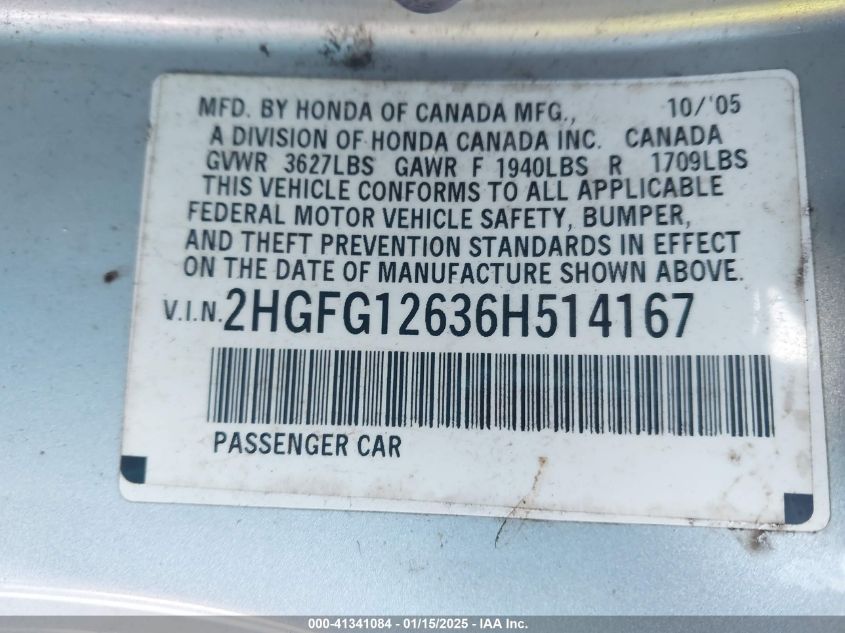 MFD. BY HONDA OF CANADA MFG., 10/'05
A DIVISION OF HONDA CANADA INC. CANADA
GVWR 3627LBS GAWR F 1940LBS R 1709LBS
THIS VEHICLE CONFORMS TO ALL APPLICABLE
FEDERAL MOTOR VEHICLE SAFETY, BUMPER,
AND THEFT PREVENTION STANDARDS IN EFFECT
ON THE DATE OF MANUFACTURE SHOWN ABOVE.
V.I.N. 2HGFG12636H514167
PASSENGER CAR
000-41341084 - 01/15/2025 - IAA Inc.